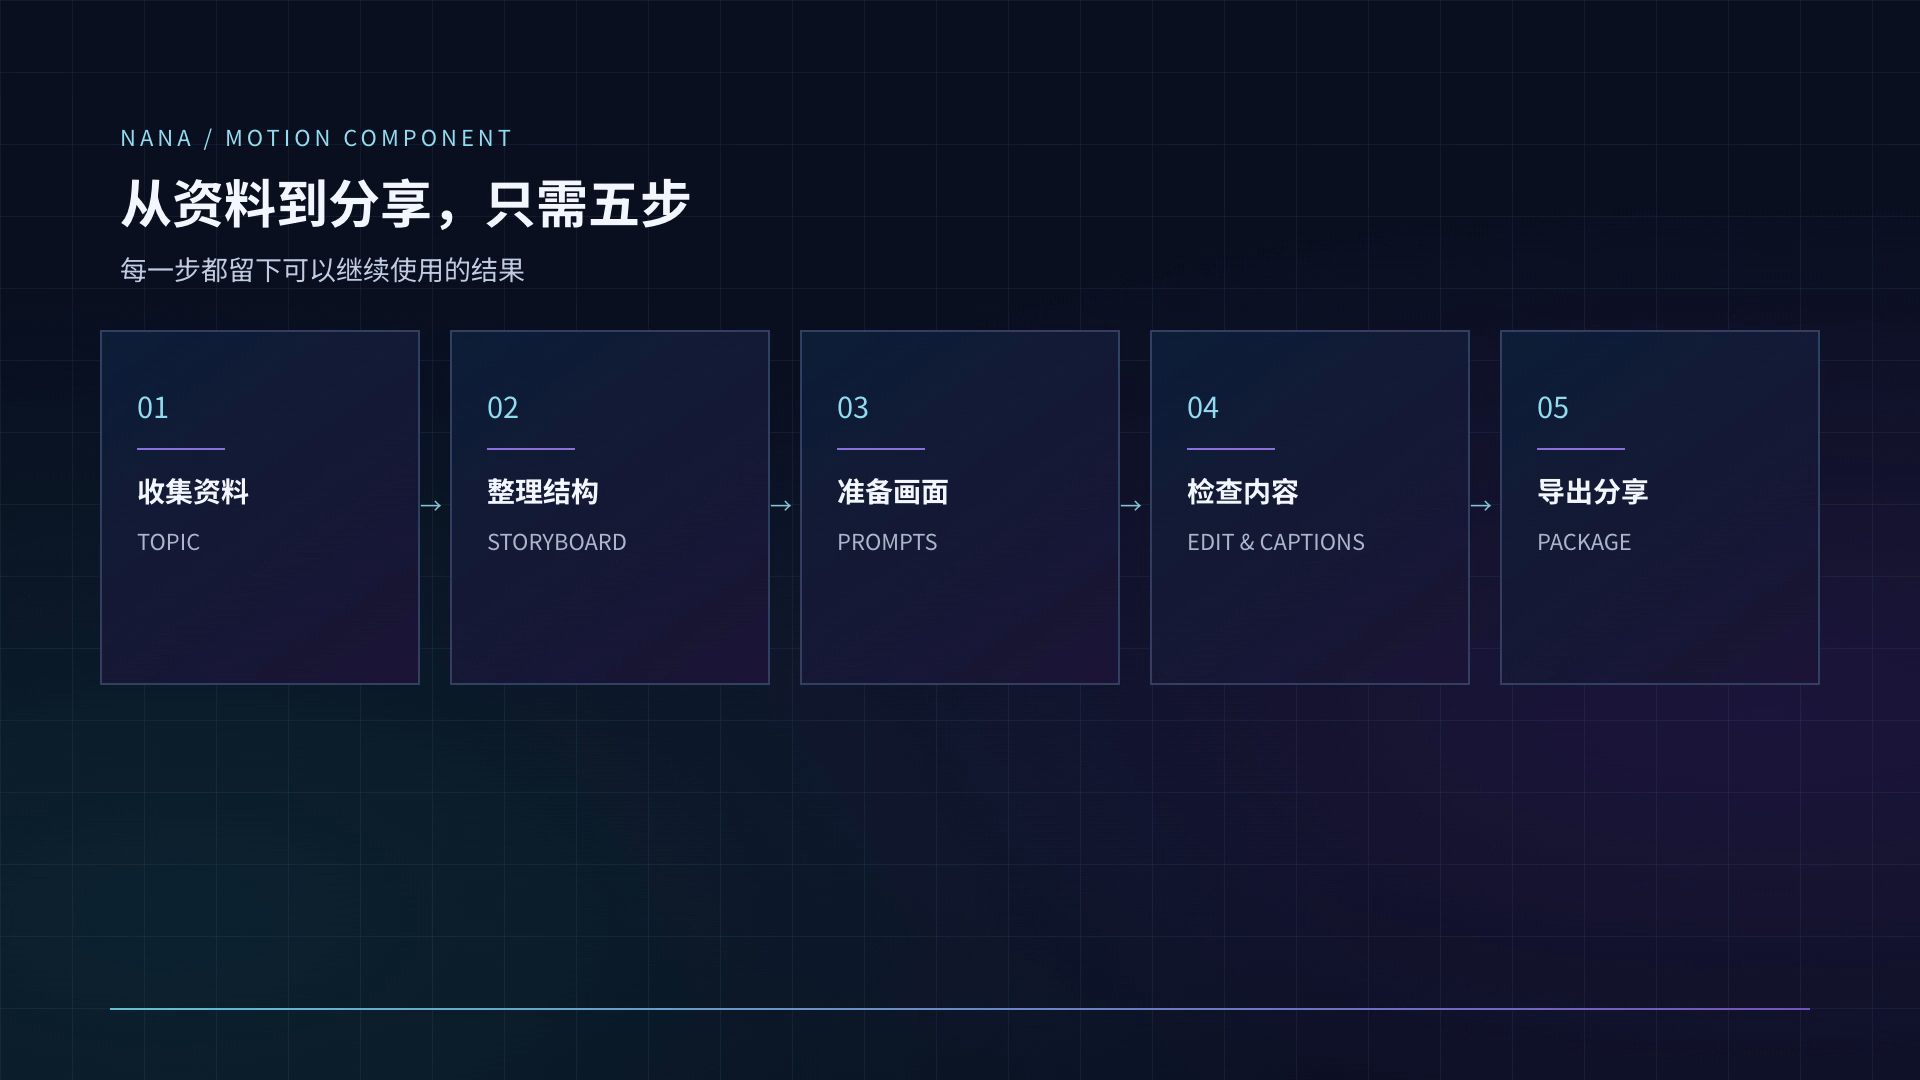 NANA / MOTION COMPONENT
从资料到分享，只需五步
每一步都留下可以继续使用的结果
01
收集资料
TOPIC
→
02
整理结构
STORYBOARD
→
03
准备画面
PROMPTS
→
04
检查内容
EDIT & CAPTIONS
→
05
导出分享
PACKAGE